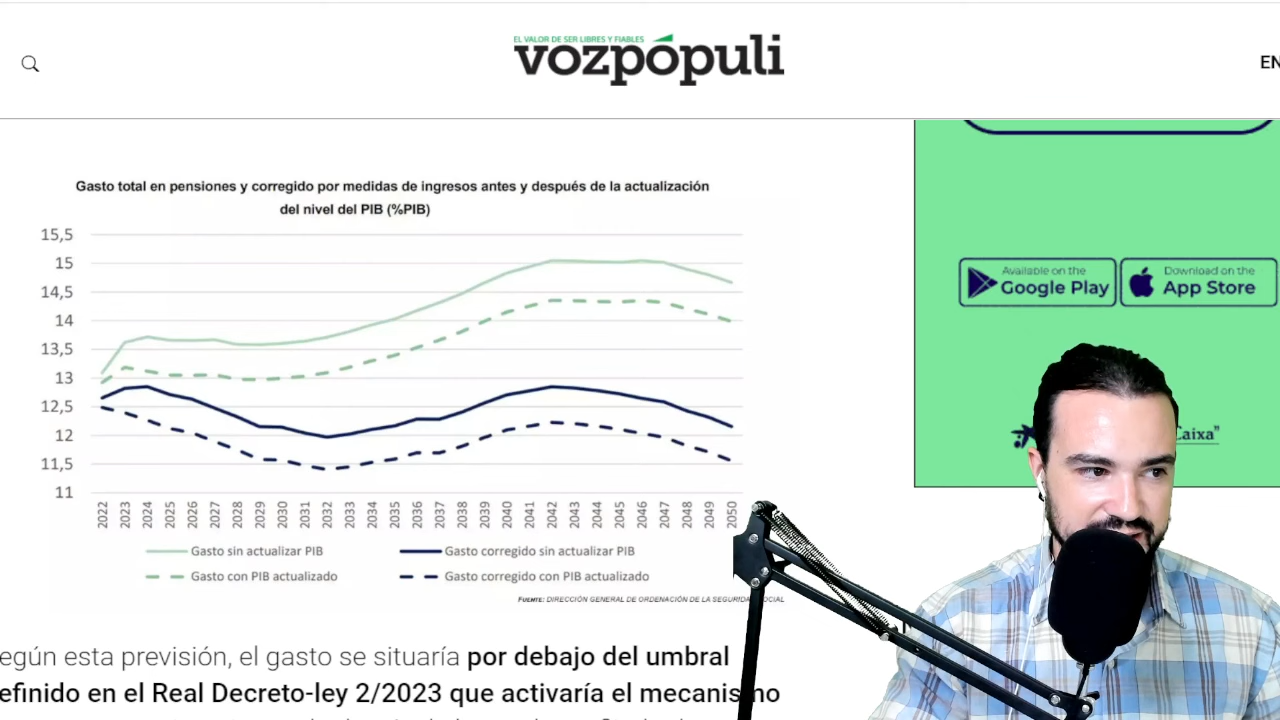 EL VALOR DE SER LIBRES Y FIABLES
vozpópuli
EN
Gasto total en pensiones y corregido por medidas de ingresos antes y después de la actualización
del nivel del PIB (%PIB)
15,5
15
14,5
14
13,5
13
12,5
12
11,5
11
2022 2023 2024 2025 2026 2027 2028 2029 2030 2031 2032 2033 2034 2035 2036 2037 2038 2039 2040 2041 2042 2043 2044 2045 2046 2047 2048 2049 2050
Gasto sin actualizar PIB
Gasto corregido sin actualizar PIB
Gasto con PIB actualizado
Gasto corregido con PIB actualizado
FUENTE: DIRECCIÓN GENERAL DE ORDENACIÓN DE LA SEGURIDAD SOCIAL
Available on the
Google Play
Download on the
App Store
Caixa
egún esta previsión, el gasto se situaría por debajo del umbral
efinido en el Real Decreto-ley 2/2023 que activaría el mecanismo